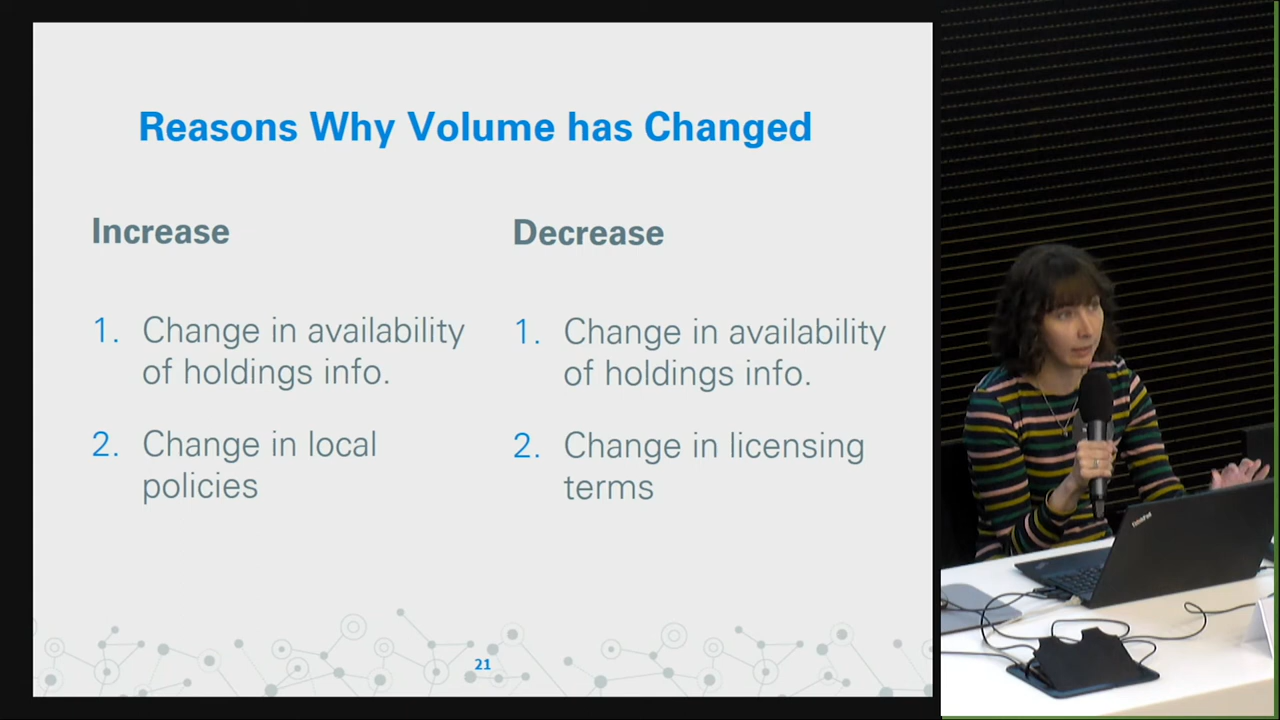 Reasons Why Volume has Changed
Increase
1. Change in availability
of holdings info.
2. Change in local
policies
Decrease
1. Change in availability
of holdings info.
2. Change in licensing
terms
21
ThinkPad